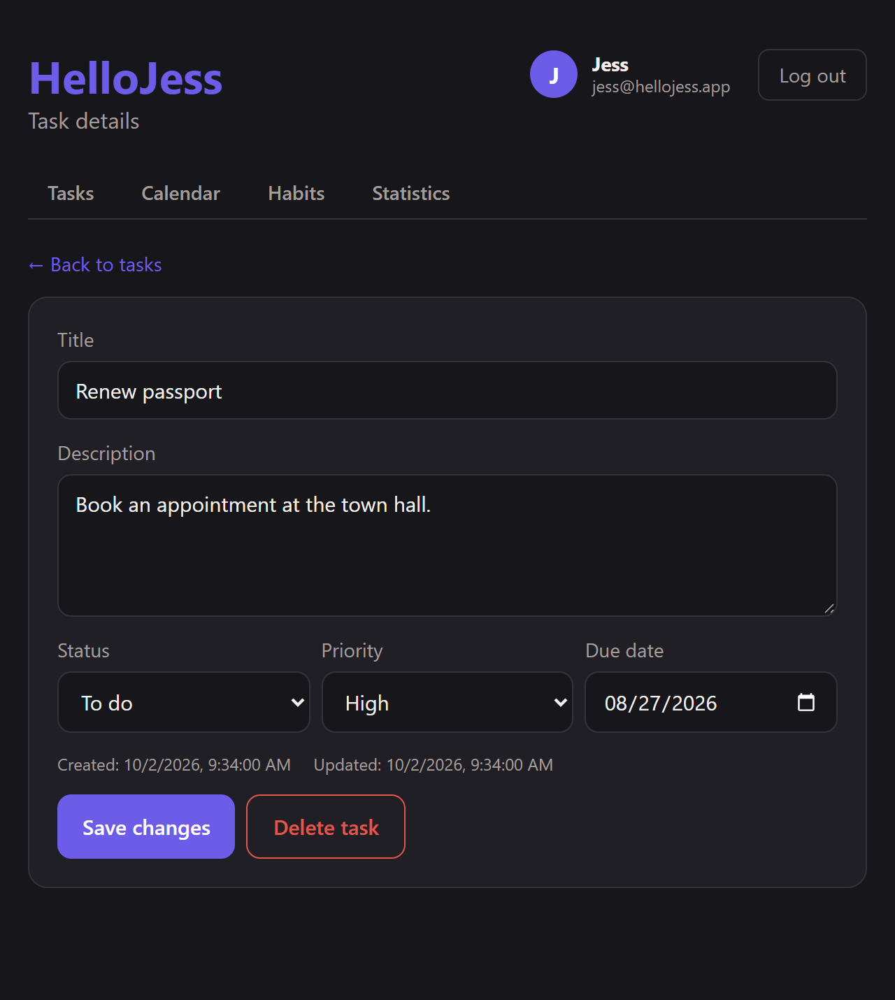 HelloJess
Task details
J
Jess
jess@hellojess.app
Log out
Tasks Calendar Habits Statistics
← Back to tasks
Title
Renew passport
Description
Book an appointment at the town hall.
Status Priority Due date
To do High 08/27/2026
Created: 10/2/2026, 9:34:00 AM Updated: 10/2/2026, 9:34:00 AM
Save changes Delete task